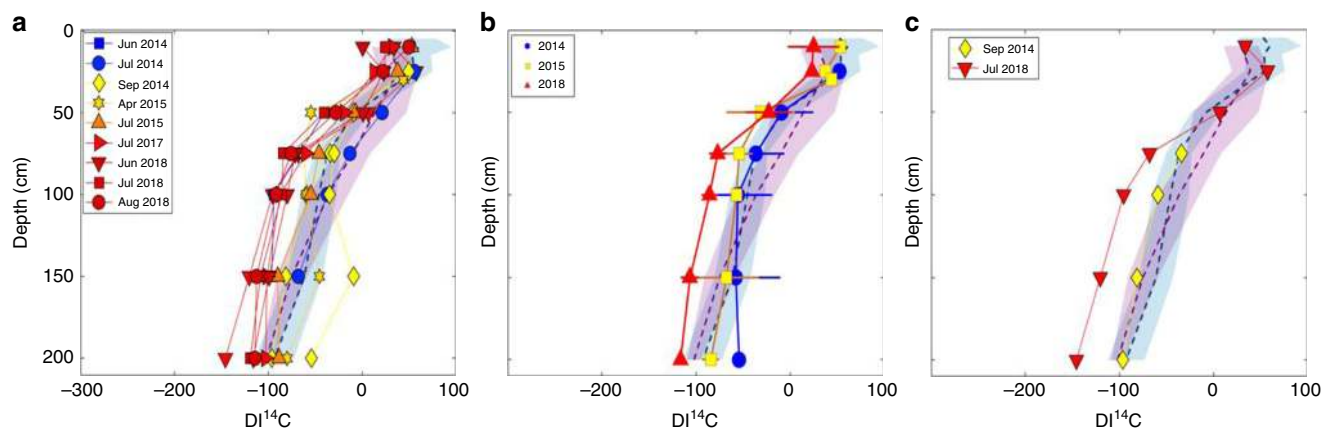 a
b
c
0
50
100
150
200
Depth (cm)
Jun 2014
Jul 2014
Sep 2014
Apr 2015
Jul 2015
Jul 2017
Jun 2018
Jul 2018
Aug 2018
−300 −200 −100 0 100
DI¹⁴C
Depth (cm)
2014
2015
2018
−200 −100 0 100
DI¹⁴C
Depth (cm)
Sep 2014
Jul 2018
−200 −100 0 100
DI¹⁴C